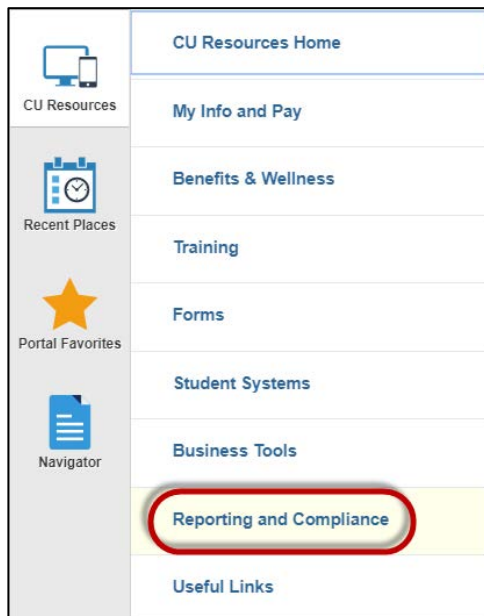 CU Resources
Recent Places
Portal Favorites
Navigator
CU Resources Home
My Info and Pay
Benefits & Wellness
Training
Forms
Student Systems
Business Tools
Reporting and Compliance
Useful Links